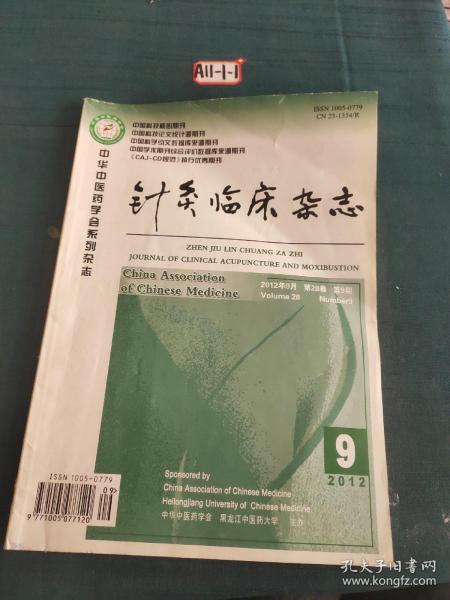 A11-1-1
ISSN 1005-0779
CN 23-1354/R
中国科技核心期刊
中国科技论文统计源期刊
中国科学引文数据库来源期刊
中国学术期刊综合评价数据库来源期刊
《CAJ-CD规范》执行优秀期刊
中华中医药学会系列杂志
针灸临床杂志
ZHEN JIU LIN CHUANG ZA ZHI
JOURNAL OF CLINICAL ACUPUNCTURE AND MOXIBUSTION
China Association
of Chinese Medicine
2012年9月 第28卷 第9期
Volume 28 Number9
9
2012
Sponsored by
China Association of Chinese Medicine
Heilongjiang University of Chinese Medicine
中华中医药学会 黑龙江中医药大学 主办
ISSN 1005-0779
09>
9 771005 077120
孔夫子旧书网
www.kongfz.com